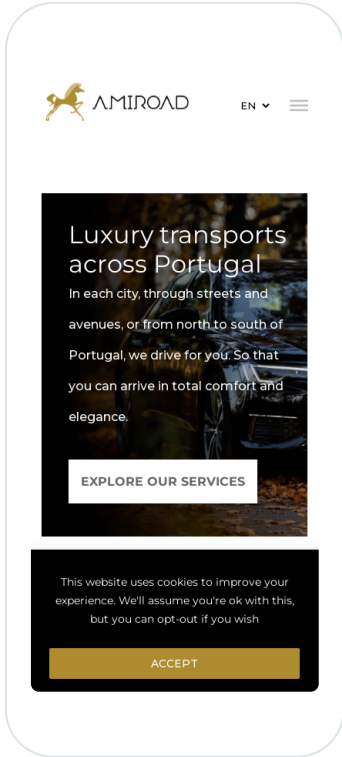 AMIROAD
EN
Luxury transports
across Portugal
In each city, through streets and
avenues, or from north to south of
Portugal, we drive for you. So that
you can arrive in total comfort and
elegance.
EXPLORE OUR SERVICES
This website uses cookies to improve your
experience. We'll assume you're ok with this,
but you can opt-out if you wish
ACCEPT